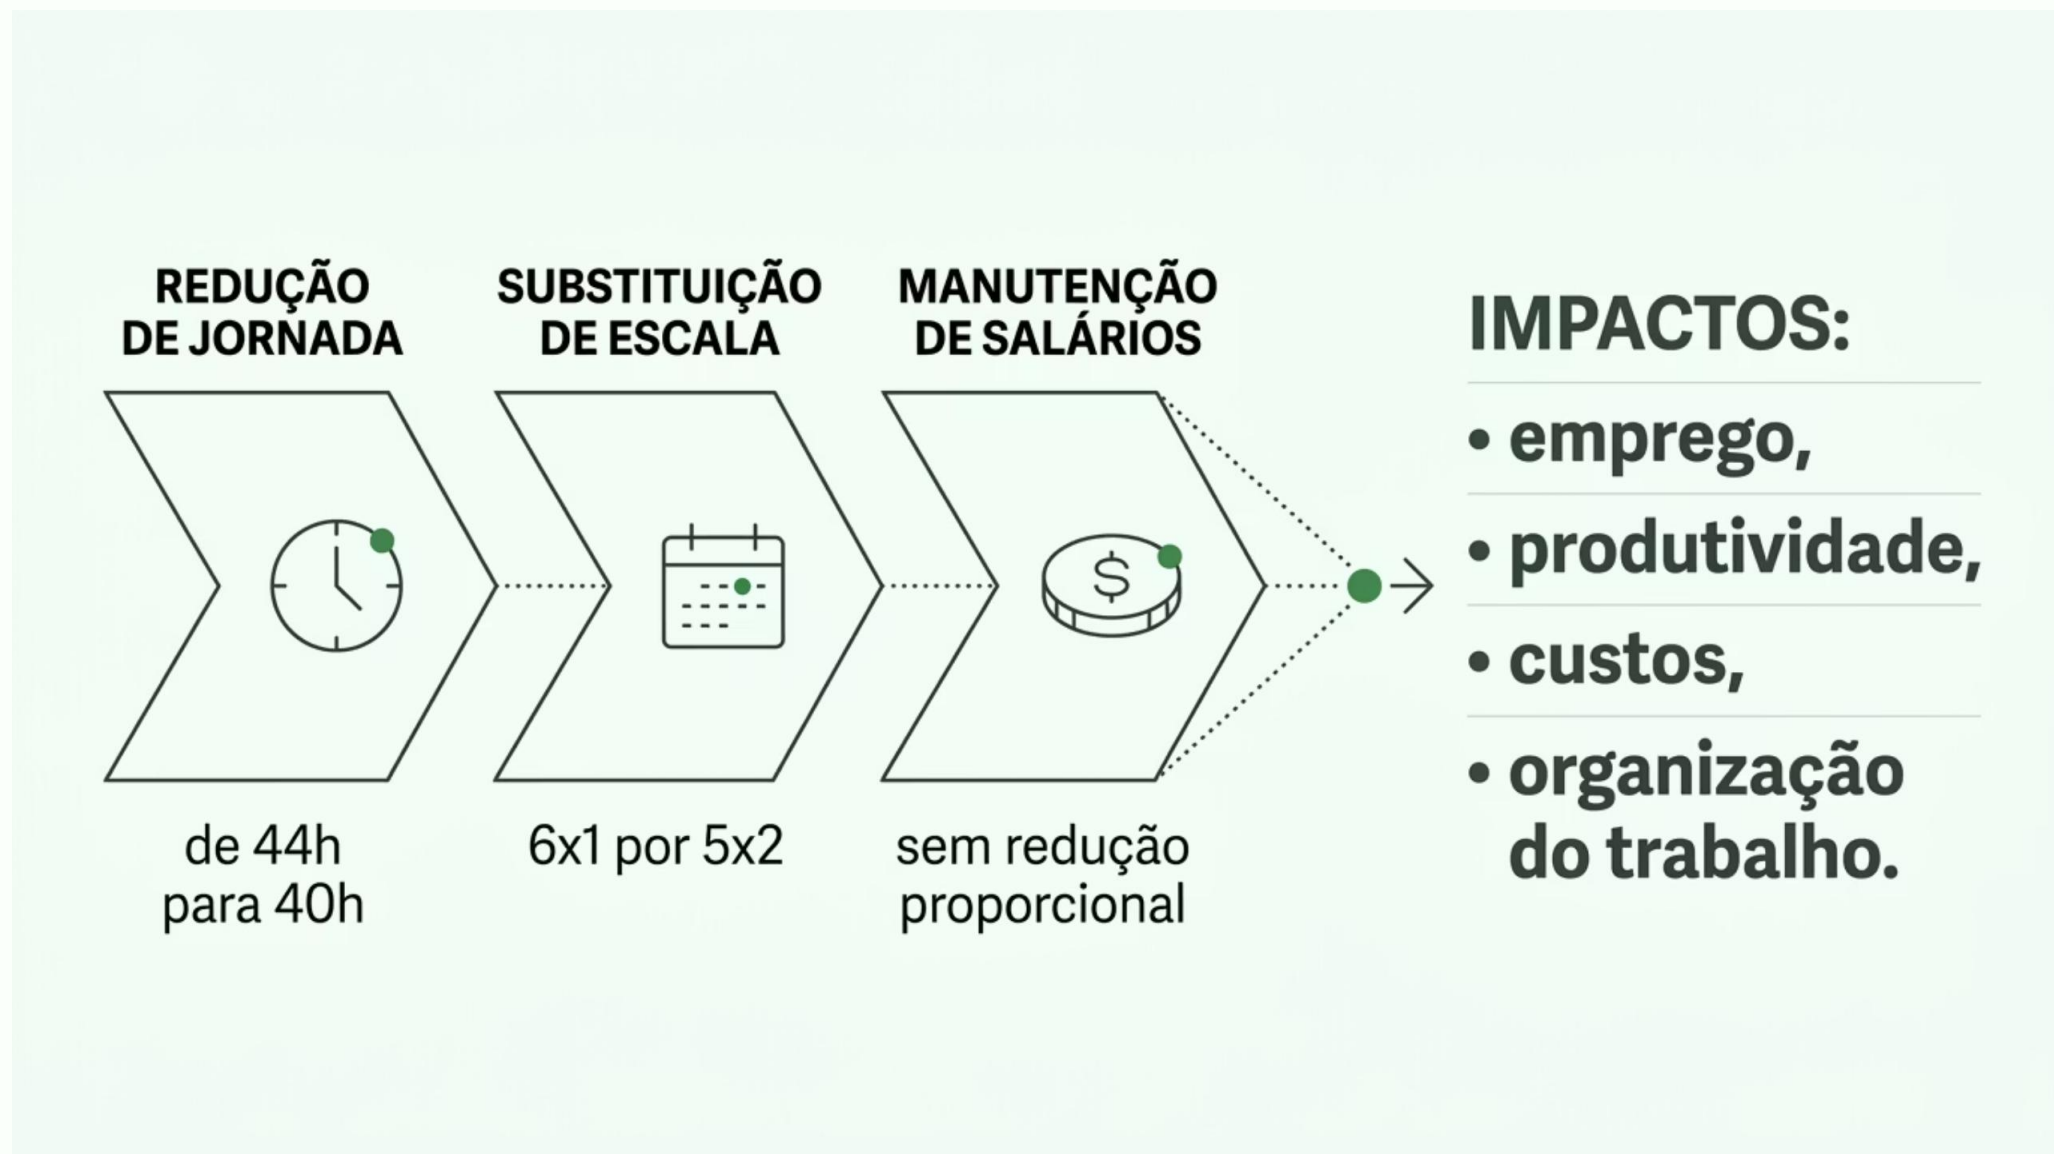 REDUÇÃO
DE JORNADA
de 44h
para 40h
SUBSTITUIÇÃO
DE ESCALA
6x1 por 5x2
MANUTENÇÃO
DE SALÁRIOS
$
sem redução
proporcional
IMPACTOS:
• emprego,
• produtividade,
• custos,
• organização
do trabalho.